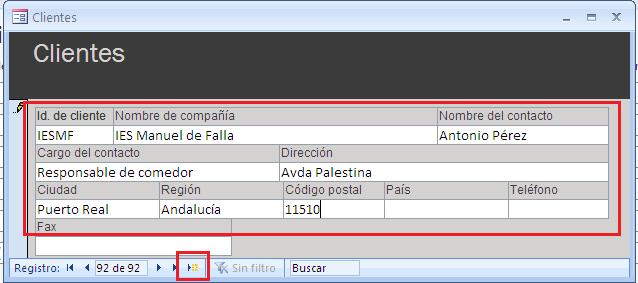 Clientes
Clientes
Id. de cliente Nombre de compañía Nombre del contacto
IESMF IES Manuel de Falla Antonio Pérez
Cargo del contacto Dirección
Responsable de comedor Avda Palestina
Ciudad Región Código postal País Teléfono
Puerto Real Andalucía 11510
Fax
Registro: 92 de 92 Sin filtro Buscar